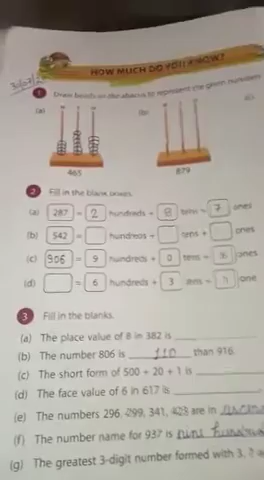 HOW MUCH DO YOU KNOW?
1 Draw beads on the abacus to represent the given numbers
(a) (b) (c)
465 879
2 Fill in the blank boxes.
(a) 287 = 2 hundreds + 8 tens + 7 ones
(b) 542 = hundreds + tens + ones
(c) 906 = 9 hundreds + 0 tens + ones
(d) = 6 hundreds + 3 tens + one
3 Fill in the blanks.
(a) The place value of 8 in 382 is
(b) The number 806 is 110 than 916.
(c) The short form of 500 + 20 + 1 is
(d) The face value of 6 in 617 is
(e) The numbers 296, 299, 341, 423 are in
(f) The number name for 937 is nine
(g) The greatest 3-digit number formed with 3,